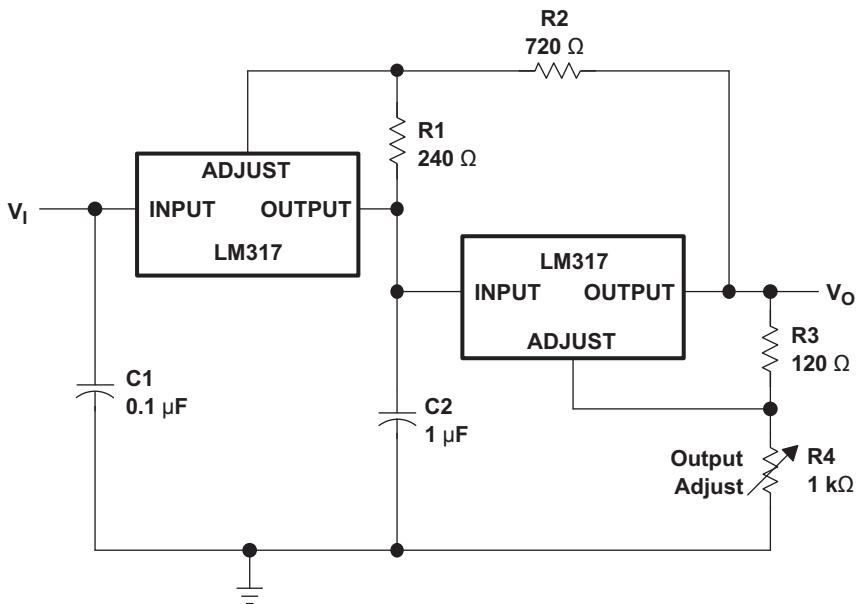 R2
720 Ω
R1
240 Ω
ADJUST
V_I
INPUT OUTPUT
LM317
LM317
INPUT OUTPUT
V_O
ADJUST
R3
120 Ω
C1
0.1 µF
C2
1 µF
Output
Adjust
R4
1 kΩ